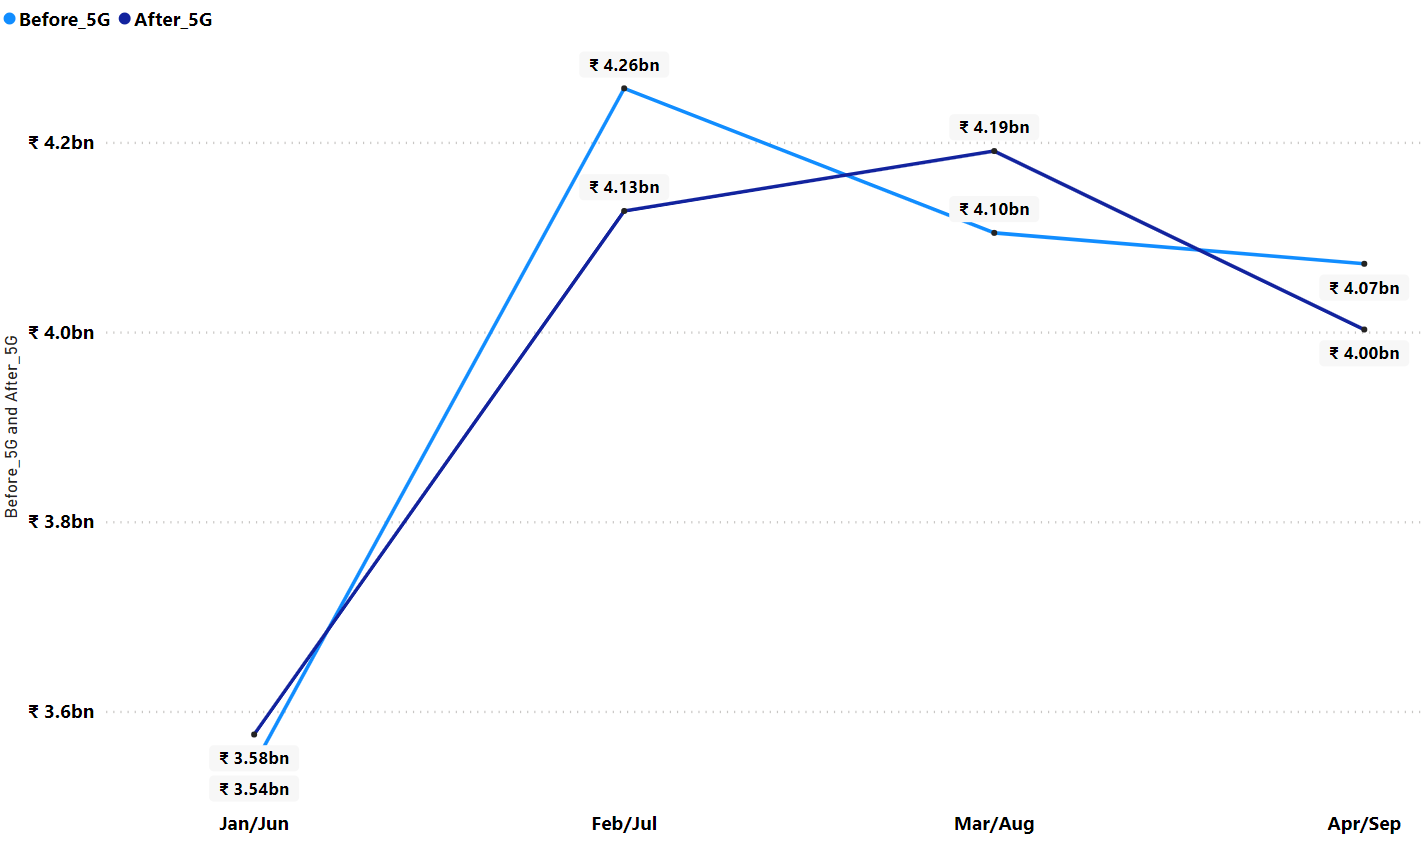 Before_5G After_5G
₹ 4.26bn
₹ 4.2bn
₹ 4.19bn
₹ 4.13bn
₹ 4.10bn
₹ 4.07bn
₹ 4.0bn
₹ 4.00bn
Before_5G and After_5G
₹ 3.8bn
₹ 3.6bn
₹ 3.58bn
₹ 3.54bn
Jan/Jun Feb/Jul Mar/Aug Apr/Sep